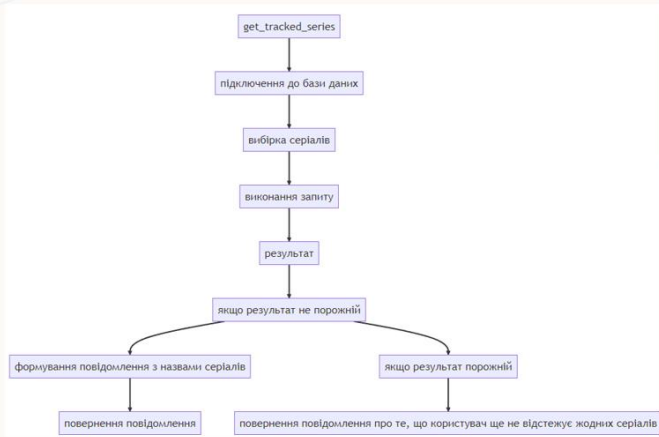 get_tracked_series
підключення до бази даних
вибірка серіалів
виконання запиту
результат
якщо результат не порожній
формування повідомлення з назвами серіалів
якщо результат порожній
повернення повідомлення
повернення повідомлення про те, що користувач ще не відстежує жодних серіалів